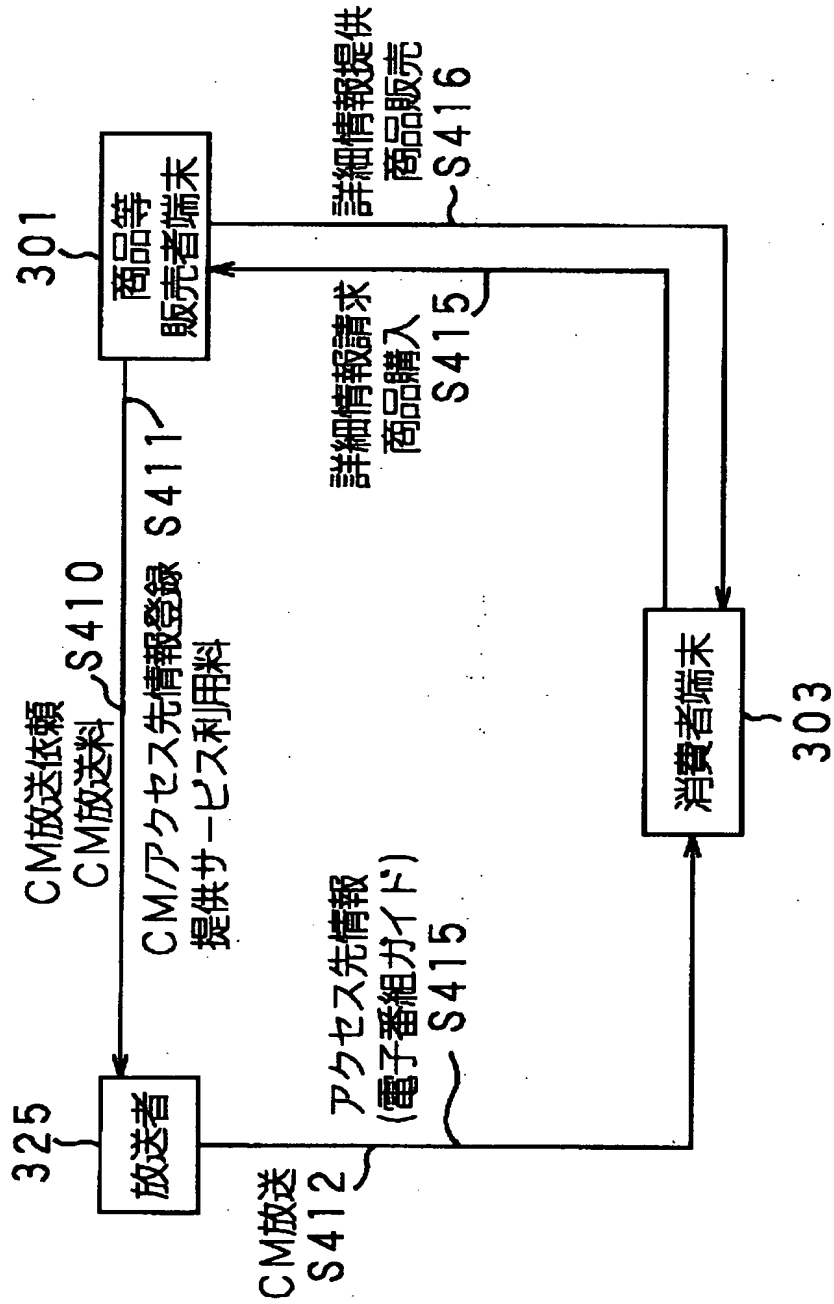 325
放送者
CM放送依頼
CM放送料
S410
CM/アクセス先情報登録 S411
提供サービス利用料
301
商品等
販売者端末
CM放送
S412
アクセス先情報
(電子番組ガイド)
S415
詳細情報請求
商品購入
S415
詳細情報提供
商品販売
S416
消費者端末
303